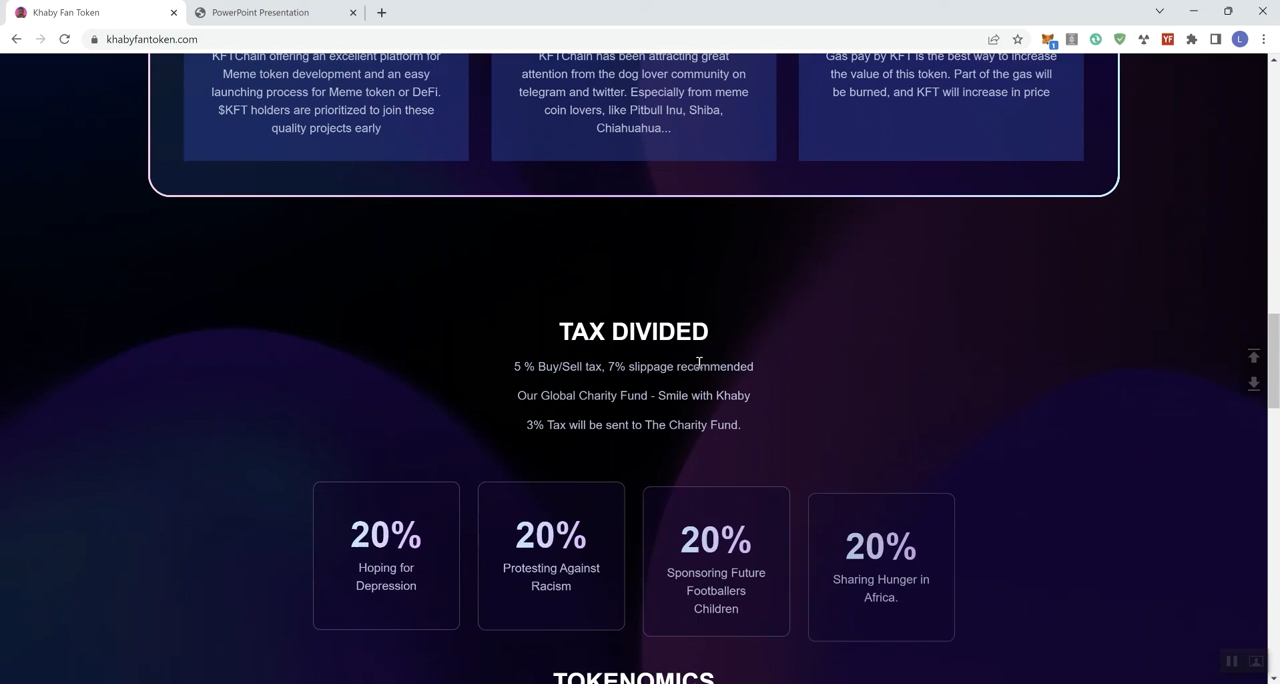 Khaby Fan Token
PowerPoint Presentation
khabyfantoken.com
1
YF
L
KFTChain offering an excellent platform for
Meme token development and an easy
launching process for Meme token or DeFi.
$KFT holders are prioritized to join these
quality projects early
KFTChain has been attracting great
attention from the dog lover community on
telegram and twitter. Especially from meme
coin lovers, like Pitbull Inu, Shiba,
Chiahuahua...
Gas pay by KFT is the best way to increase
the value of this token. Part of the gas will
be burned, and KFT will increase in price
TAX DIVIDED
5 % Buy/Sell tax, 7% slippage recommended
Our Global Charity Fund - Smile with Khaby
3% Tax will be sent to The Charity Fund.
20%
Hoping for
Depression
20%
Protesting Against
Racism
20%
Sponsoring Future
Footballers
Children
20%
Sharing Hunger in
Africa.
TOKENOMICS